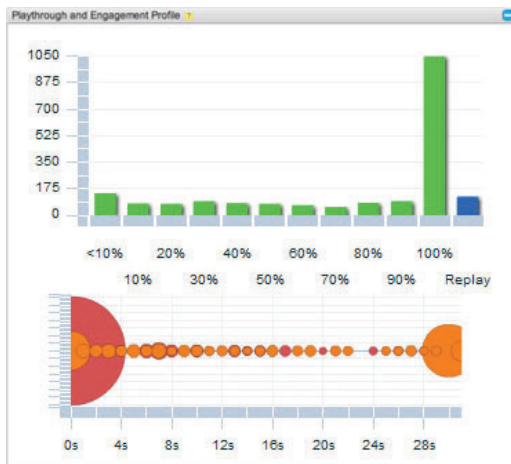 Playthrough and Engagement Profile ?
1050
875
700
525
350
175
0
<10% 20% 40% 60% 80% 100%
10% 30% 50% 70% 90% Replay
0s 4s 8s 12s 16s 20s 24s 28s